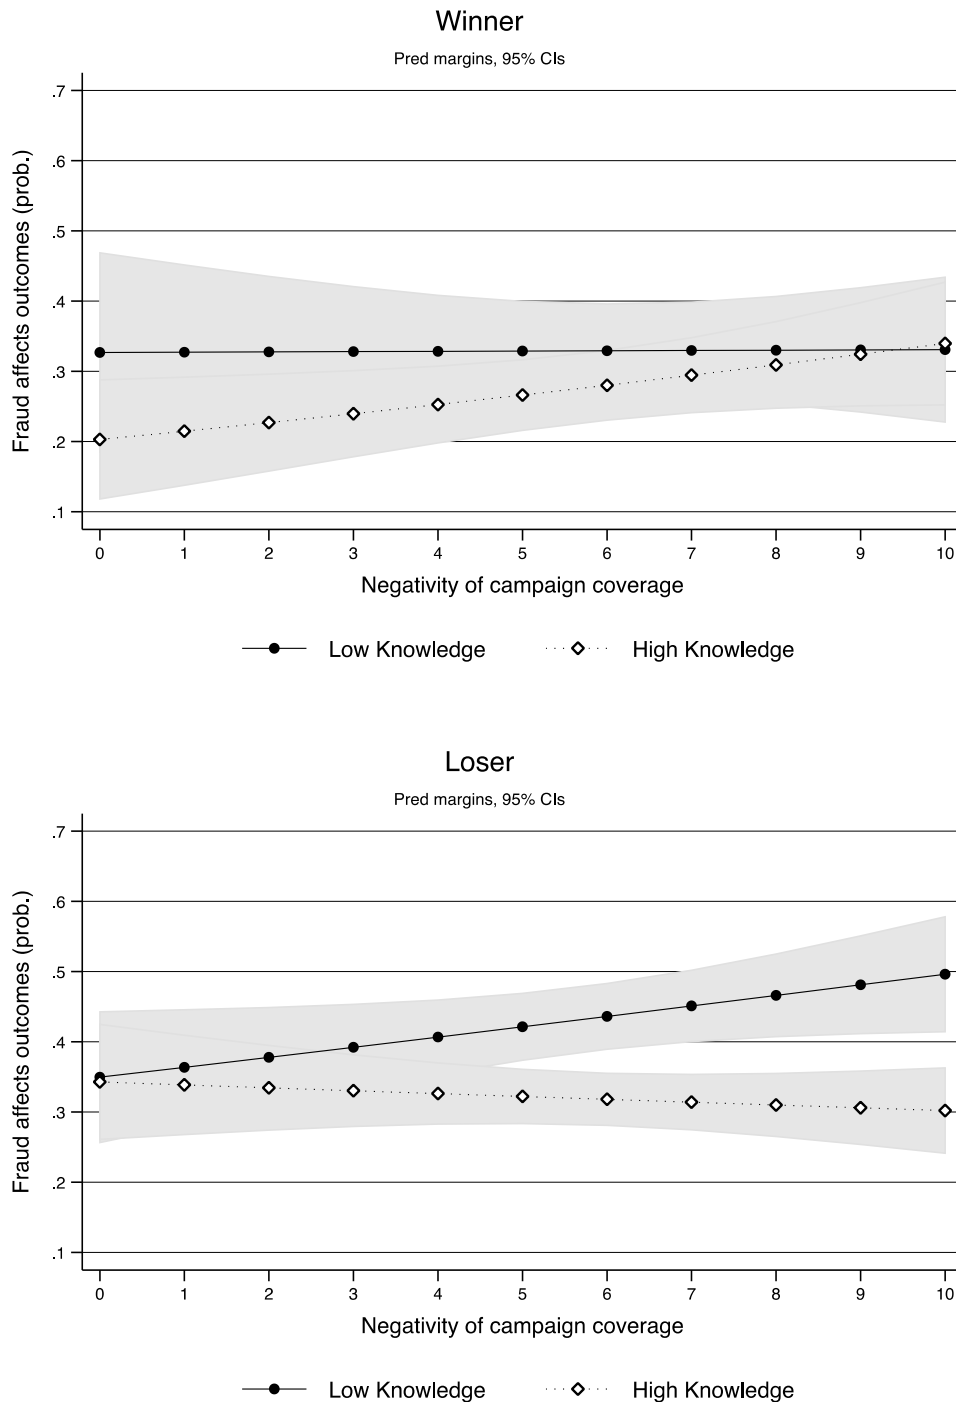 Winner
Pred margins, 95% CIs
Fraud affects outcomes (prob.)
.7
.6
.5
.4
.3
.2
.1
0 1 2 3 4 5 6 7 8 9 10
Negativity of campaign coverage
Low Knowledge High Knowledge
Loser
Pred margins, 95% CIs
Fraud affects outcomes (prob.)
.7
.6
.5
.4
.3
.2
.1
0 1 2 3 4 5 6 7 8 9 10
Negativity of campaign coverage
Low Knowledge High Knowledge